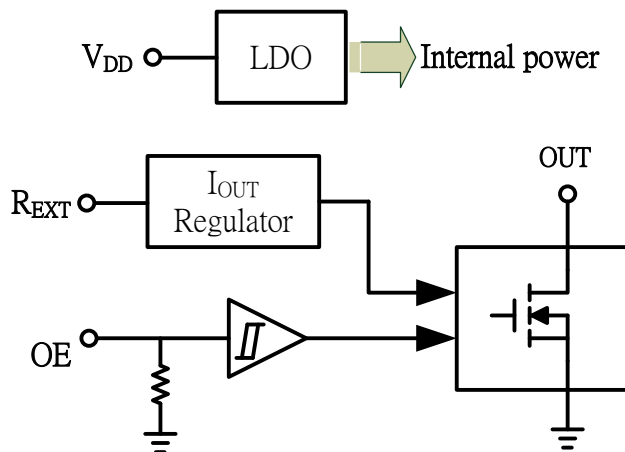 VDD
LDO
Internal power
OUT
REXT
IOUT
Regulator
OE